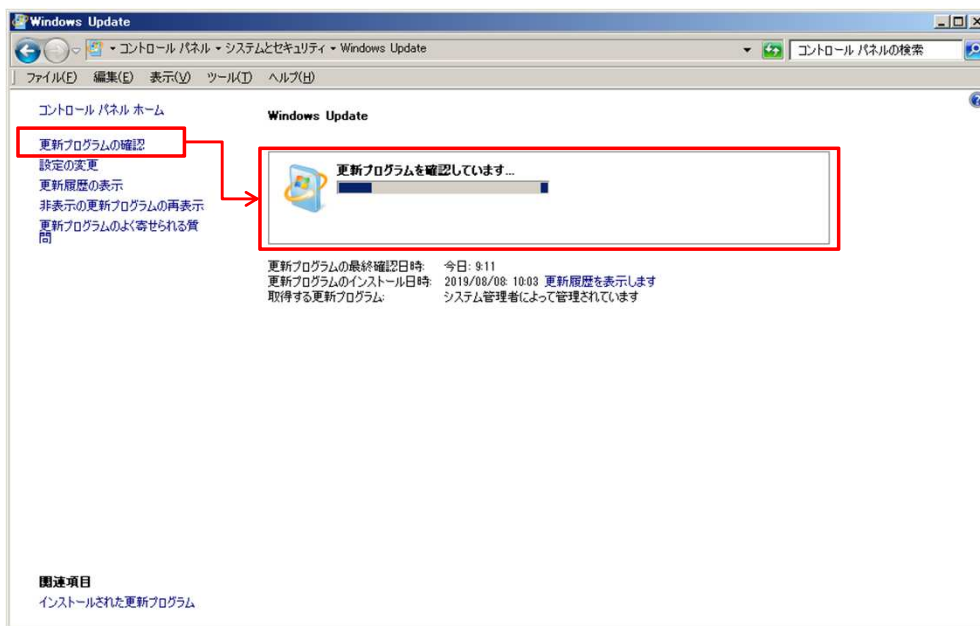 Windows Update
コントロール パネル ▾ システムとセキュリティ ▾ Windows Update
コントロール パネルの検索
ファイル(F) 編集(E) 表示(V) ツール(T) ヘルプ(H)
コントロール パネル ホーム
更新プログラムの確認
設定の変更
更新履歴の表示
非表示の更新プログラムの再表示
更新プログラムのよく寄せられる質
問
Windows Update
更新プログラムを確認しています...
更新プログラムの最終確認日時: 今日: 9:11
更新プログラムのインストール日時: 2019/08/08: 10:03 更新履歴を表示します
取得する更新プログラム: システム管理者によって管理されています
関連項目
インストールされた更新プログラム